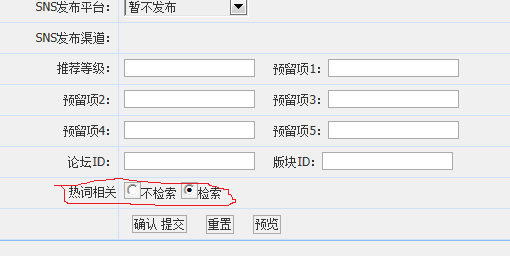 SNS发布平台： 暂不发布
SNS发布渠道：
推荐等级： 预留项1：
预留项2： 预留项3：
预留项4： 预留项5：
论坛ID： 版块ID：
热词相关 不检索 检索
确认 提交 重置 预览